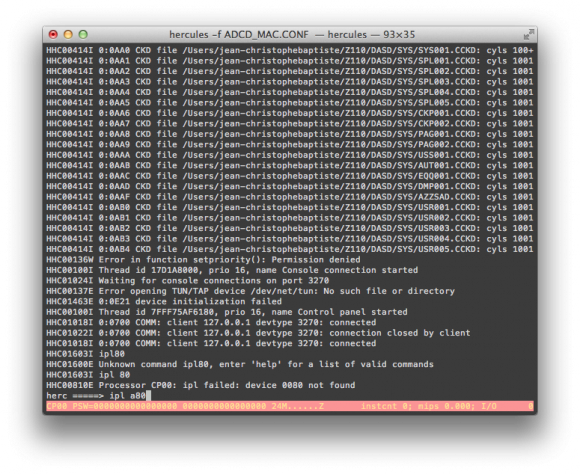 hercules -f ADCD_MAC.CONF — hercules — 93×35
HHC00414I 0:0AA0 CKD file /Users/jean-christophebaptiste/Z110/DASD/SYS/SYS001.CCKD: cyls 100+
HHC00414I 0:0AA1 CKD file /Users/jean-christophebaptiste/Z110/DASD/SYS/SPL001.CCKD: cyls 1001
HHC00414I 0:0AA2 CKD file /Users/jean-christophebaptiste/Z110/DASD/SYS/SPL002.CCKD: cyls 1001
HHC00414I 0:0AA3 CKD file /Users/jean-christophebaptiste/Z110/DASD/SYS/SPL003.CCKD: cyls 1001
HHC00414I 0:0AA4 CKD file /Users/jean-christophebaptiste/Z110/DASD/SYS/SPL004.CCKD: cyls 1001
HHC00414I 0:0AA5 CKD file /Users/jean-christophebaptiste/Z110/DASD/SYS/SPL005.CCKD: cyls 1001
HHC00414I 0:0AA6 CKD file /Users/jean-christophebaptiste/Z110/DASD/SYS/CKP001.CCKD: cyls 1001
HHC00414I 0:0AA7 CKD file /Users/jean-christophebaptiste/Z110/DASD/SYS/CKP002.CCKD: cyls 1001
HHC00414I 0:0AA8 CKD file /Users/jean-christophebaptiste/Z110/DASD/SYS/PAG001.CCKD: cyls 1001
HHC00414I 0:0AA9 CKD file /Users/jean-christophebaptiste/Z110/DASD/SYS/PAG002.CCKD: cyls 1001
HHC00414I 0:0AAA CKD file /Users/jean-christophebaptiste/Z110/DASD/SYS/USS001.CCKD: cyls 1001
HHC00414I 0:0AAB CKD file /Users/jean-christophebaptiste/Z110/DASD/SYS/AUT001.CCKD: cyls 1001
HHC00414I 0:0AAC CKD file /Users/jean-christophebaptiste/Z110/DASD/SYS/EQQ001.CCKD: cyls 1001
HHC00414I 0:0AAD CKD file /Users/jean-christophebaptiste/Z110/DASD/SYS/DMP001.CCKD: cyls 1001
HHC00414I 0:0AAF CKD file /Users/jean-christophebaptiste/Z110/DASD/SYS/AZZSAD.CCKD: cyls 1001
HHC00414I 0:0AB0 CKD file /Users/jean-christophebaptiste/Z110/DASD/SYS/USR001.CCKD: cyls 1001
HHC00414I 0:0AB1 CKD file /Users/jean-christophebaptiste/Z110/DASD/SYS/USR002.CCKD: cyls 1001
HHC00414I 0:0AB2 CKD file /Users/jean-christophebaptiste/Z110/DASD/SYS/USR003.CCKD: cyls 1001
HHC00414I 0:0AB3 CKD file /Users/jean-christophebaptiste/Z110/DASD/SYS/USR004.CCKD: cyls 1001
HHC00414I 0:0AB4 CKD file /Users/jean-christophebaptiste/Z110/DASD/SYS/USR005.CCKD: cyls 1001
HHC00136W Error in function setpriority(): Permission denied
HHC00100I Thread id 17D1A8000, prio 16, name Console connection started
HHC01024I Waiting for console connections on port 3270
HHC00137E Error opening TUN/TAP device /dev/net/tun: No such file or directory
HHC01463E 0:0E21 device initialization failed
HHC00100I Thread id 7FFF75AF6180, prio 16, name Control panel started
HHC01018I 0:0700 COMM: client 127.0.0.1 devtype 3270: connected
HHC01022I 0:0700 COMM: client 127.0.0.1 devtype 3270: connection closed by client
HHC01018I 0:0700 COMM: client 127.0.0.1 devtype 3270: connected
HHC01603I ipl80
HHC01600E Unknown command ipl80, enter 'help' for a list of valid commands
HHC01603I ipl 80
HHC00810E Processor CP00: ipl failed: device 0080 not found
herc =====> ipl a80
CP00 PSW=0000000000000000 0000000000000000 24M......Z instcnt 0; mips 0.000; I/O 0